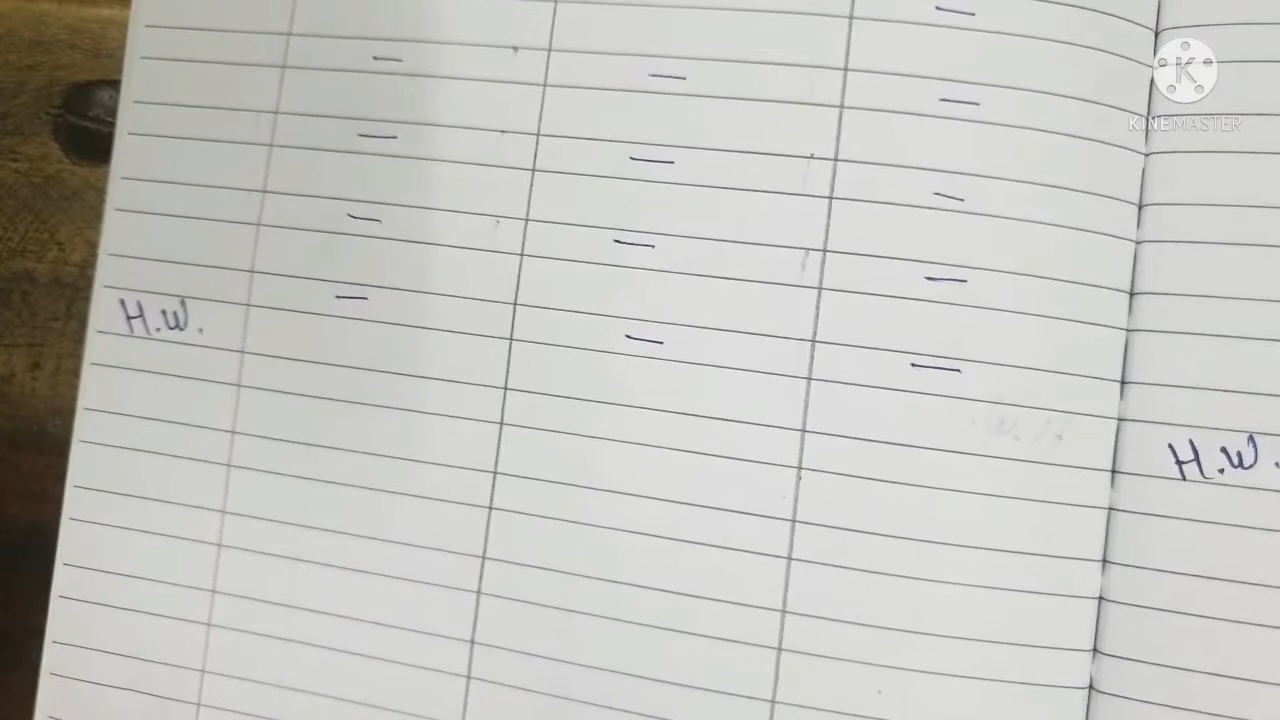 K
KINEMASTER
— 
— —
—
— —
—
— —
—
H.W. —
— —
H.W.